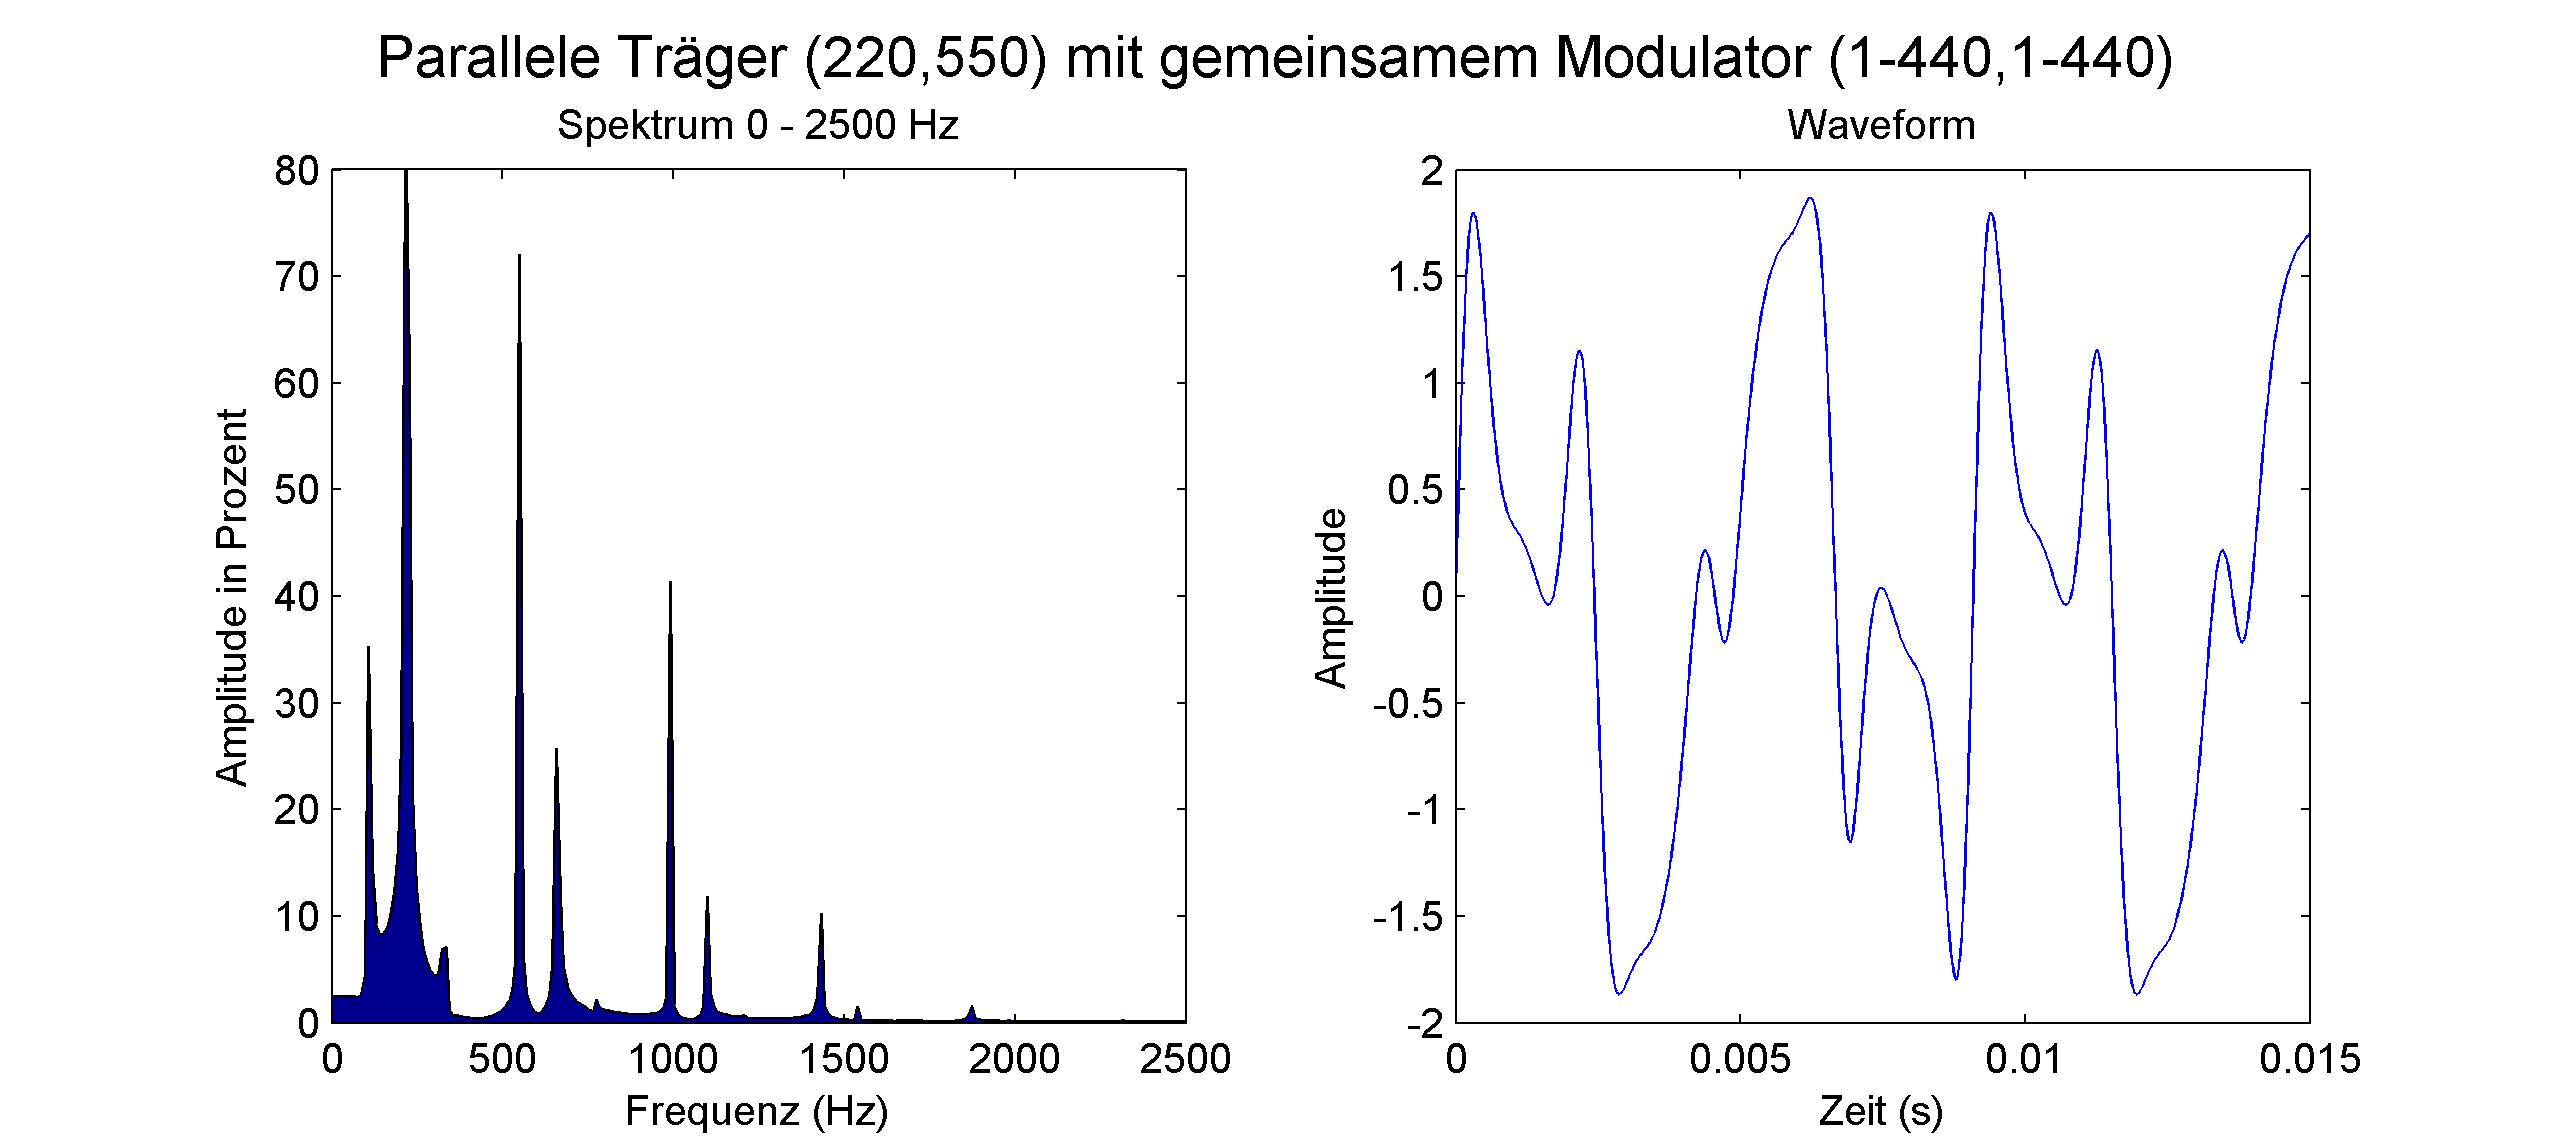 Parallele Träger (220,550) mit gemeinsamem Modulator (1-440,1-440)
Spektrum 0 - 2500 Hz
Amplitude in Prozent
80
70
60
50
40
30
20
10
0
0 500 1000 1500 2000 2500
Frequenz (Hz)
Waveform
Amplitude
2
1.5
1
0.5
0
-0.5
-1
-1.5
-2
0 0.005 0.01 0.015
Zeit (s)